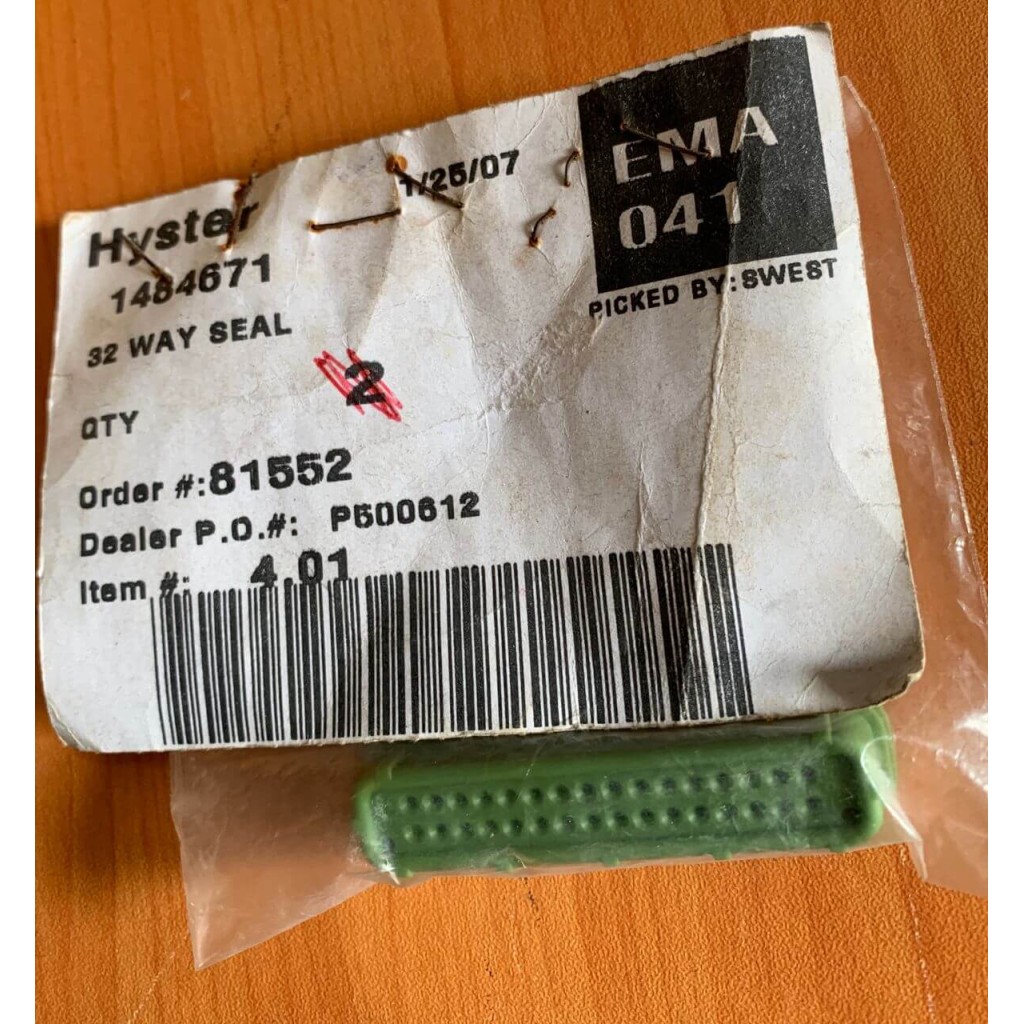 Hyster
1/25/07
EMA
041
1484671
PICKED BY:SWEST
32 WAY SEAL
QTY 2
Order #:81552
Dealer P.O.#: P500612
Item #: 4.01